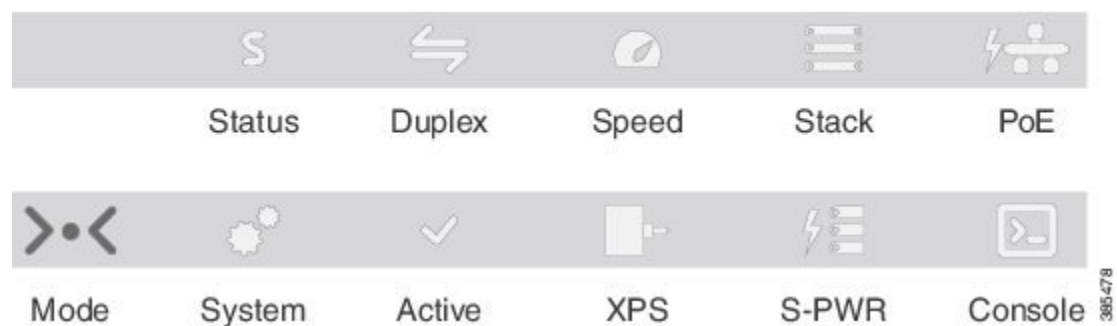 S
Status Duplex Speed Stack PoE
Mode System Active XPS S-PWR Console
385478